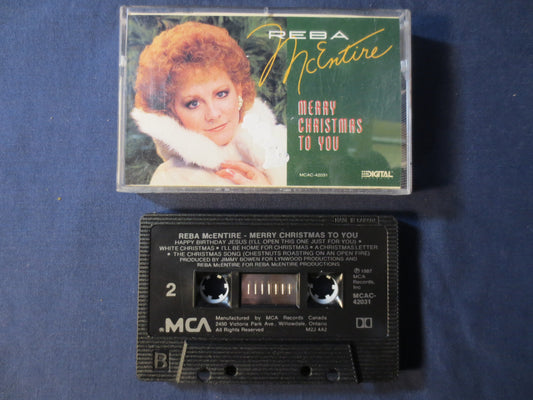 REBA
McEntire
MERRY
CHRISTMAS
TO YOU
MCAC-42031
DIGITAL
REBA McENTIRE - MERRY CHRISTMAS TO YOU
HAPPY BIRTHDAY JESUS (I'LL OPEN THIS ONE JUST FOR YOU) •
WHITE CHRISTMAS • I'LL BE HOME FOR CHRISTMAS • A CHRISTMAS LETTER
• THE CHRISTMAS SONG (CHESTNUTS ROASTING ON AN OPEN FIRE)
PRODUCED BY JIMMY BOWEN FOR LYNWOOD PRODUCTIONS AND
REBA McENTIRE FOR REBA McENTIRE PRODUCTIONS
2
℗ 1987
MCA
Records,
Inc
MCAC-
42031
MCA
Manufactured by MCA Records Canada
2450 Victoria Park Ave., Willowdale, Ontario
All Rights Reserved
M2J 4A2
B